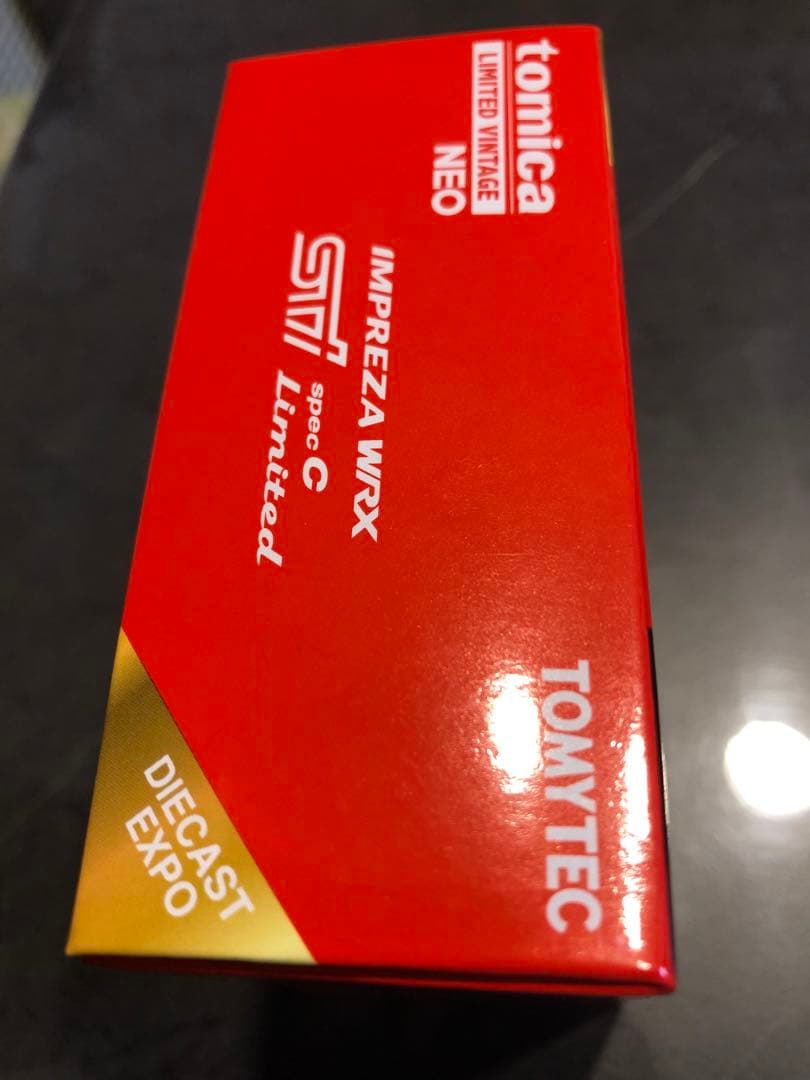 tomica
LIMITED VINTAGE
NEO
TOMYTEC
IMPREZA WRX
STi spec C
Limited
DIECAST
EXPO